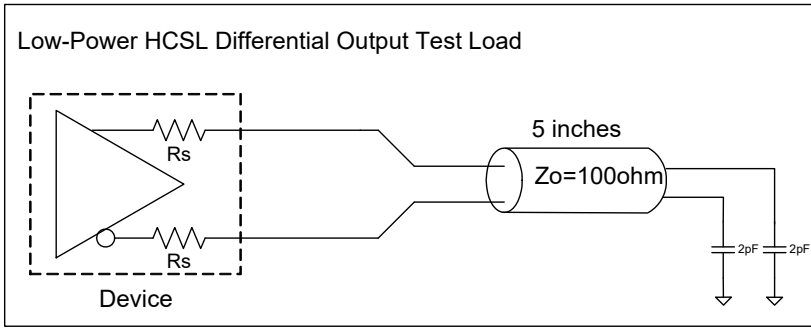 Low-Power HCSL Differential Output Test Load
5 inches
Rs
Zo=100ohm
Rs
2pF
2pF
Device